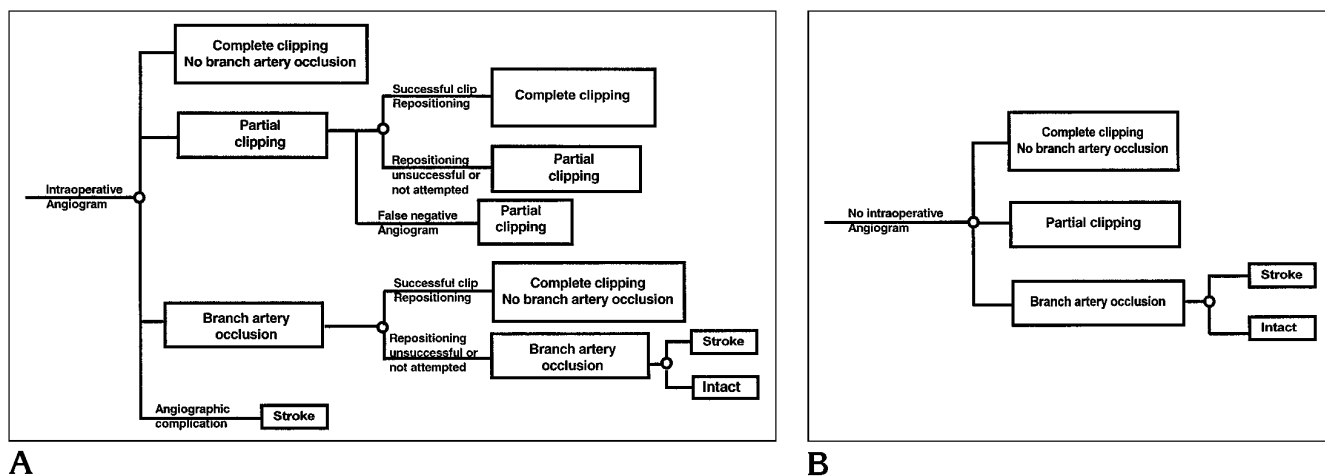 Complete clipping
No branch artery occlusion
Successful clip
Repositioning
Complete clipping
Partial
clipping
Repositioning
unsuccessful or
not attempted
Partial
clipping
Intraoperative
Angiogram
False negative
Angiogram
Partial
clipping
Successful clip
Repositioning
Complete clipping
No branch artery occlusion
Branch artery
occlusion
Repositioning
unsuccessful or
not attempted
Branch artery
occlusion
Stroke
Intact
Angiographic
complication
Stroke
A
Complete clipping
No branch artery occlusion
No intraoperative
Angiogram
Partial clipping
Branch artery occlusion
Stroke
Intact
B